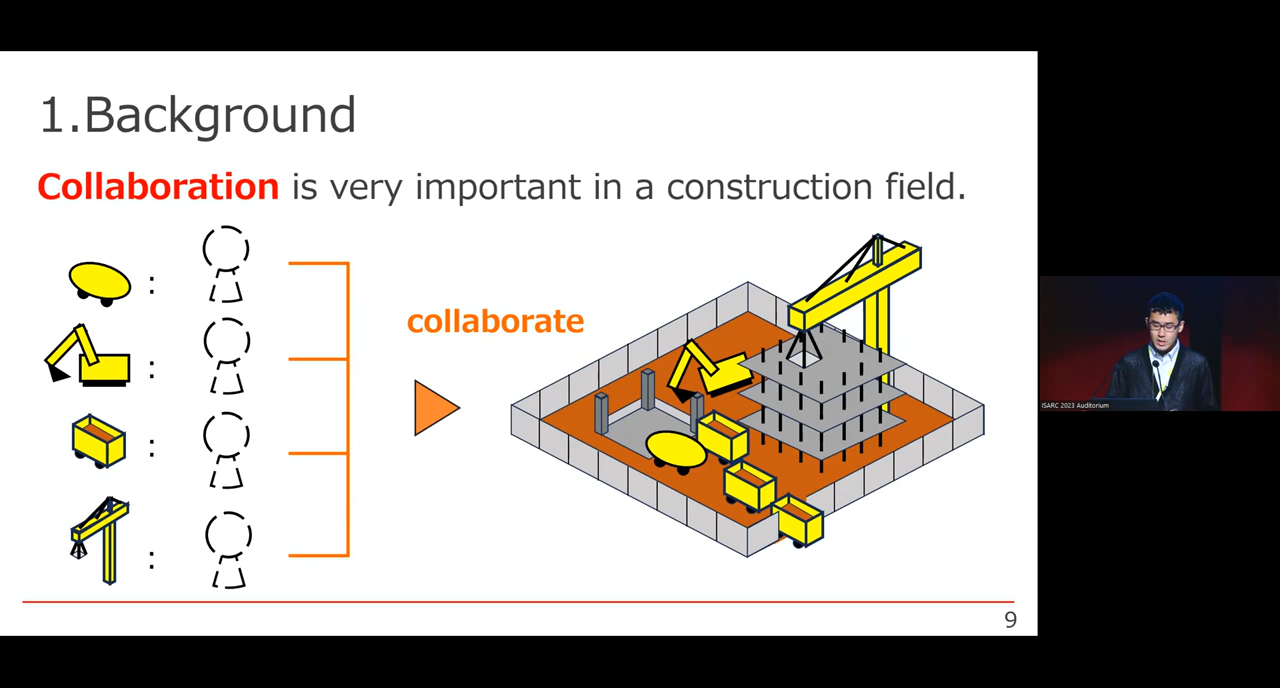 1.Background
Collaboration is very important in a construction field.
:
:
:
:
collaborate
9
ISARC 2023 Auditorium